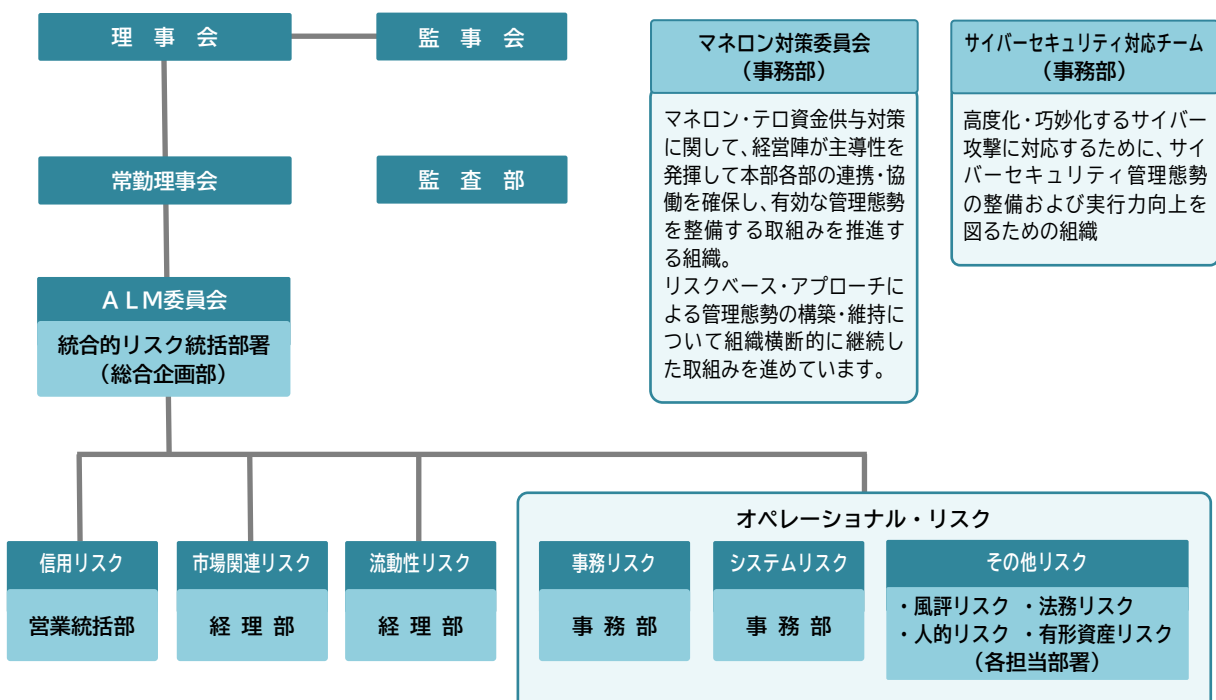 理事会
監事会
常勤理事会
監査部
ALM委員会
統合的リスク統括部署
（総合企画部）
マネロン対策委員会
（事務部）
マネロン・テロ資金供与対策
に関して、経営陣が主導性を
発揮して本部各部の連携・協
働を確保し、有効な管理態勢
を整備する取組みを推進す
る組織。
リスクベース・アプローチに
よる管理態勢の構築・維持に
ついて組織横断的に継続し
た取組みを進めています。
サイバーセキュリティ対応チーム
（事務部）
高度化・巧妙化するサイバー
攻撃に対応するために、サイ
バーセキュリティ管理態勢
の整備および実行力向上を
図るための組織
信用リスク
営業統括部
市場関連リスク
経理部
流動性リスク
経理部
オペレーショナル・リスク
事務リスク
事務部
システムリスク
事務部
その他リスク
・風評リスク ・法務リスク
・人的リスク ・有形資産リスク
（各担当部署）